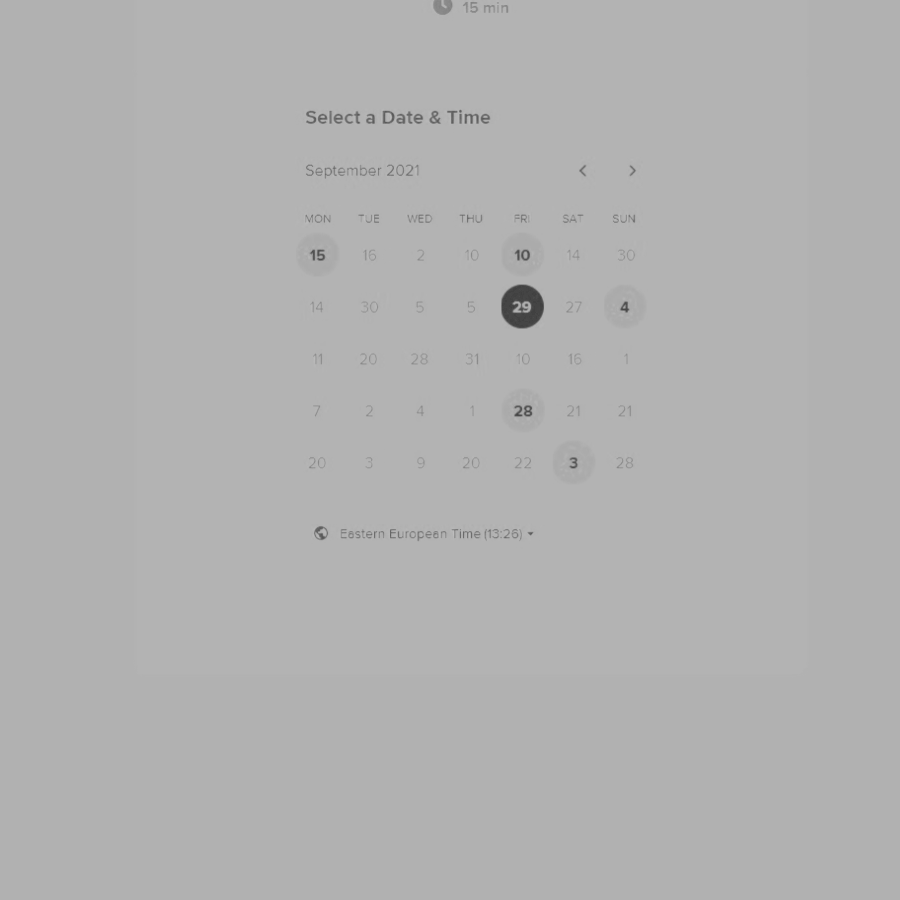 15 min
Select a Date & Time
September 2021
MON TUE WED THU FRI SAT SUN
15 16 2 10 10 14 30
14 30 5 5 29 27 4
11 20 28 31 10 16 1
7 2 4 1 28 21 21
20 3 9 20 22 3 28
Eastern European Time (13:26)